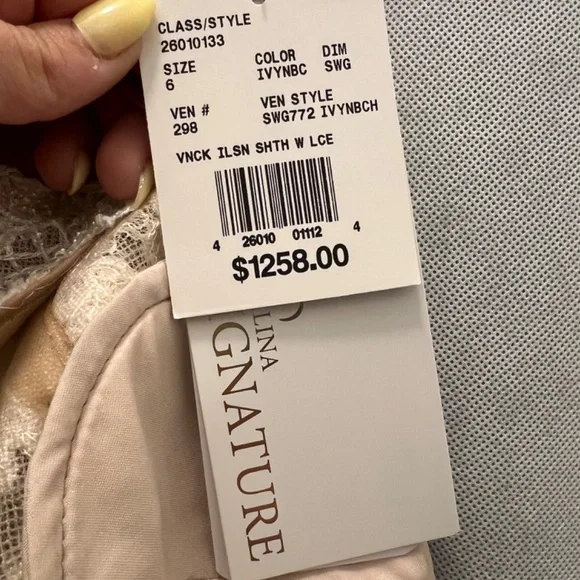 CLASS/STYLE
26010133
SIZE COLOR DIM
6 IVYNBC SWG
VEN # VEN STYLE
298 SWG772 IVYNBCH
VNCK ILSN SHTH W LCE
4 26010 01112 4
$1258.00
LINA
GNATURE